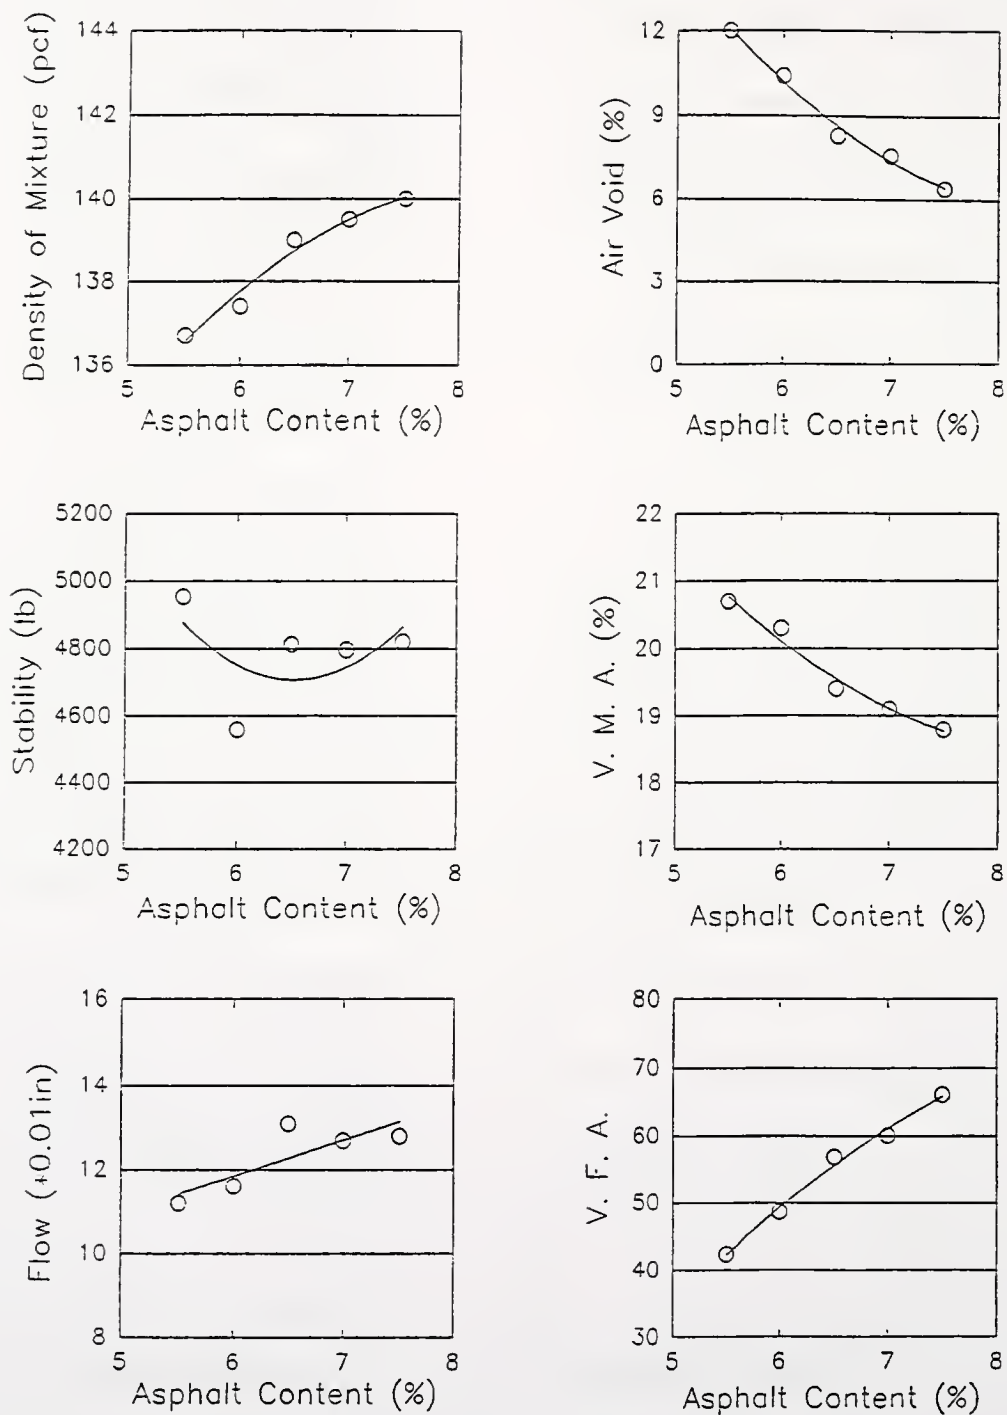 Density of Mixture (pcf)
144
142
140
138
136
5 6 7 8
Asphalt Content (%)
Air Void (%)
12
9
6
3
0
5 6 7 8
Asphalt Content (%)
Stability (lb)
5200
5000
4800
4600
4400
4200
5 6 7 8
Asphalt Content (%)
V. M. A. (%)
22
21
20
19
18
17
5 6 7 8
Asphalt Content (%)
Flow (*0.01in)
16
14
12
10
8
5 6 7 8
Asphalt Content (%)
V. F. A.
80
70
60
50
40
30
5 6 7 8
Asphalt Content (%)